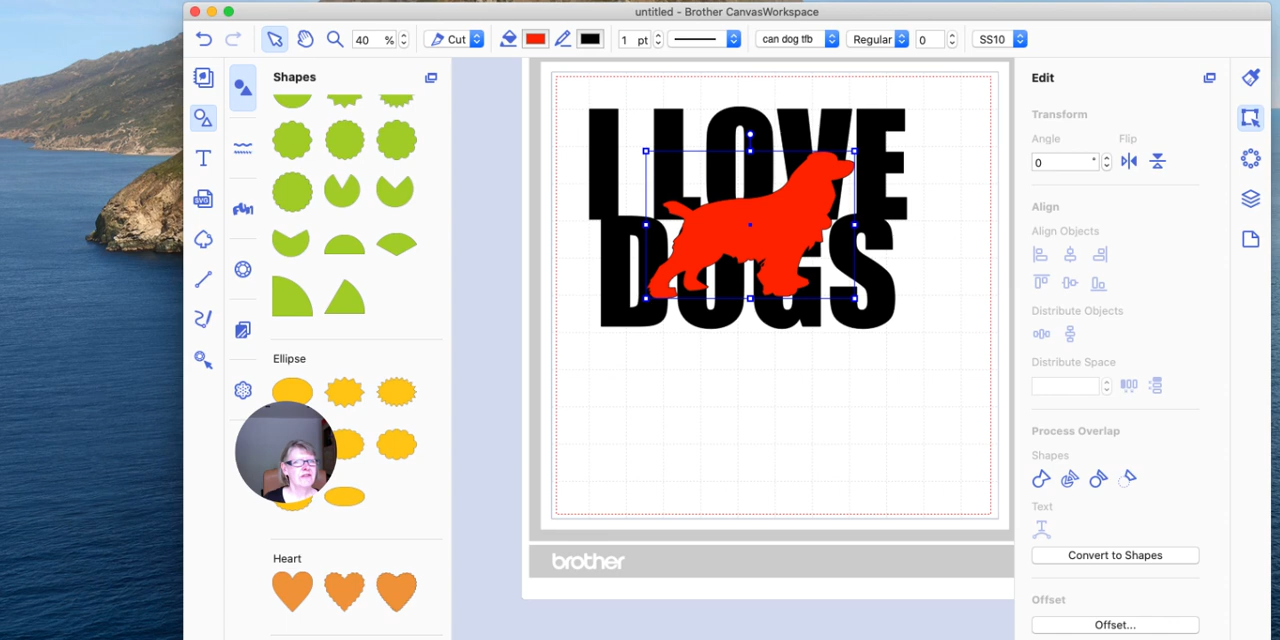 untitled - Brother CanvasWorkspace
40 % Cut 1 pt can dog tfb Regular 0 SS10
Shapes
Ellipse
Heart
SVG
T
I LOVE
DOGS
brother
Edit
Transform
Angle Flip
0 °
Align
Align Objects
Distribute Objects
Distribute Space
Process Overlap
Shapes
Text
Convert to Shapes
Offset
Offset...